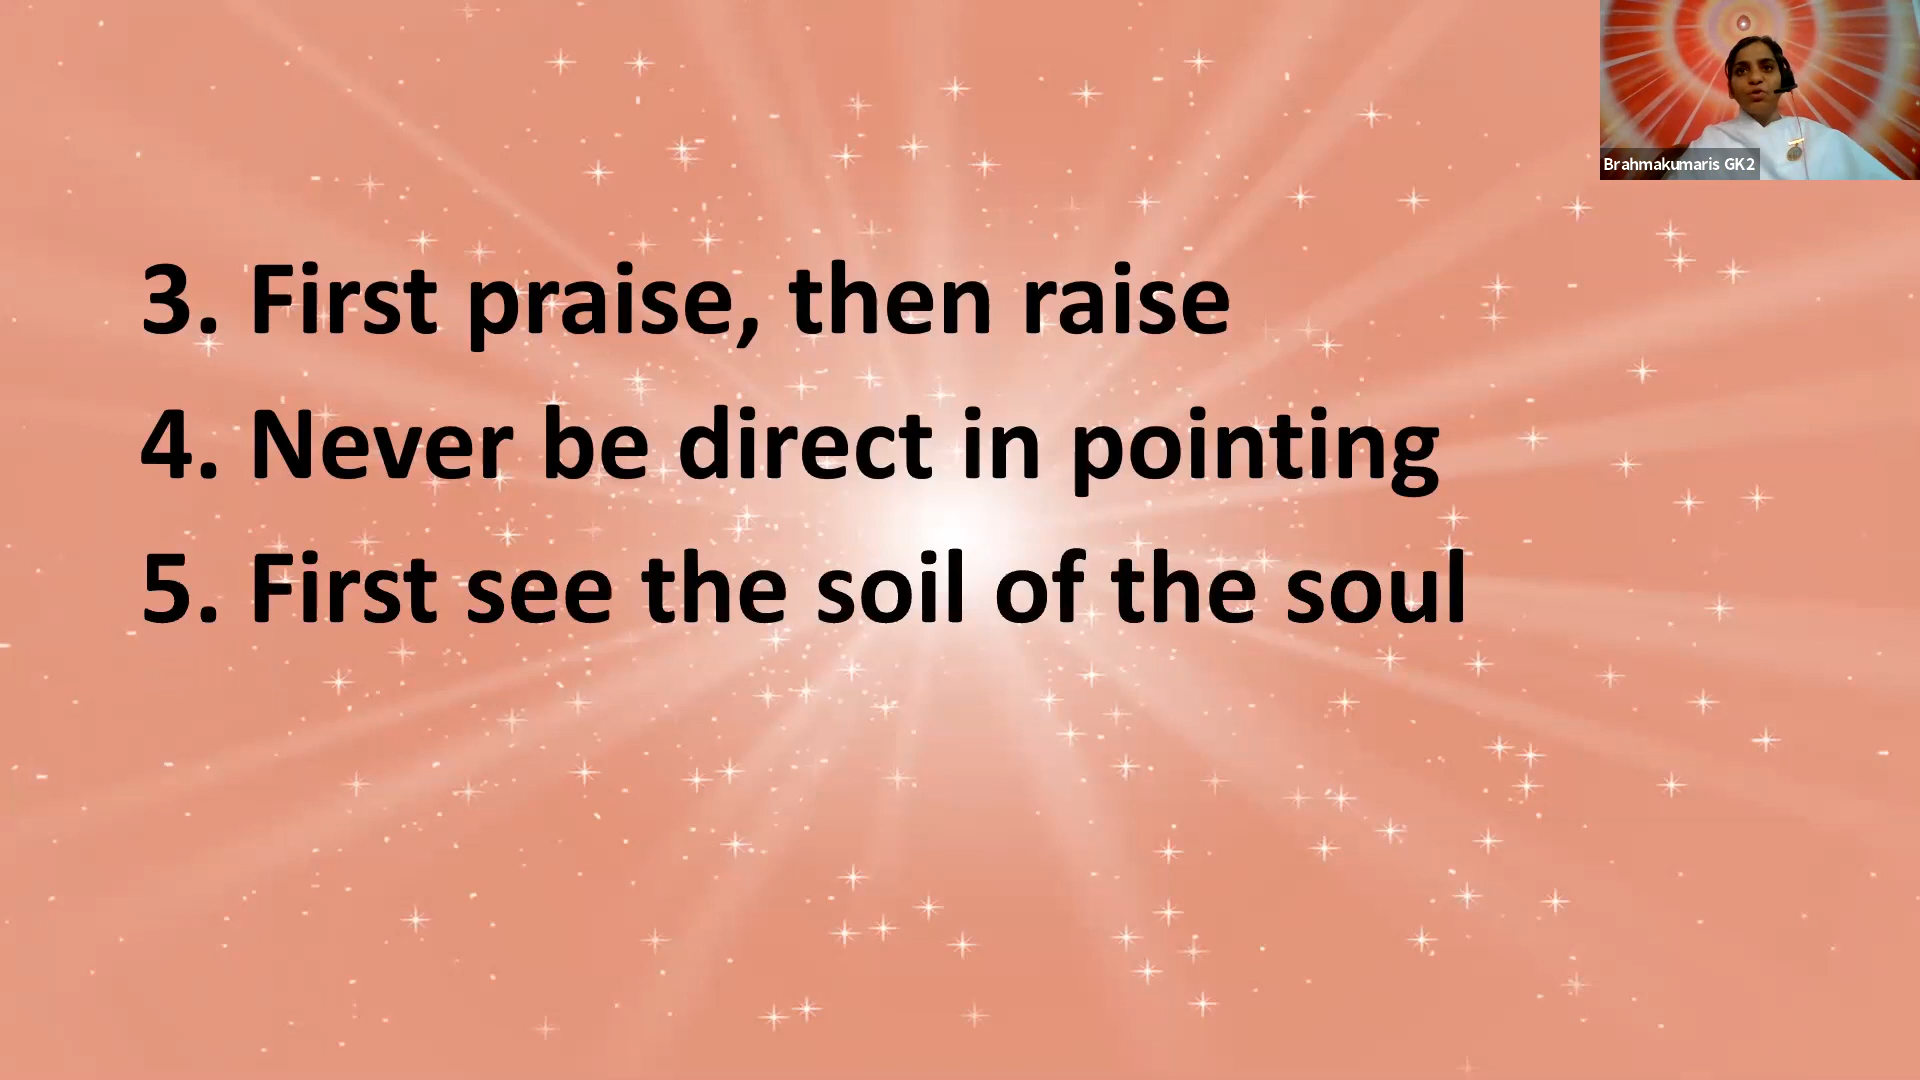 Brahmakumaris GK2
3. First praise, then raise
4. Never be direct in pointing
5. First see the soil of the soul